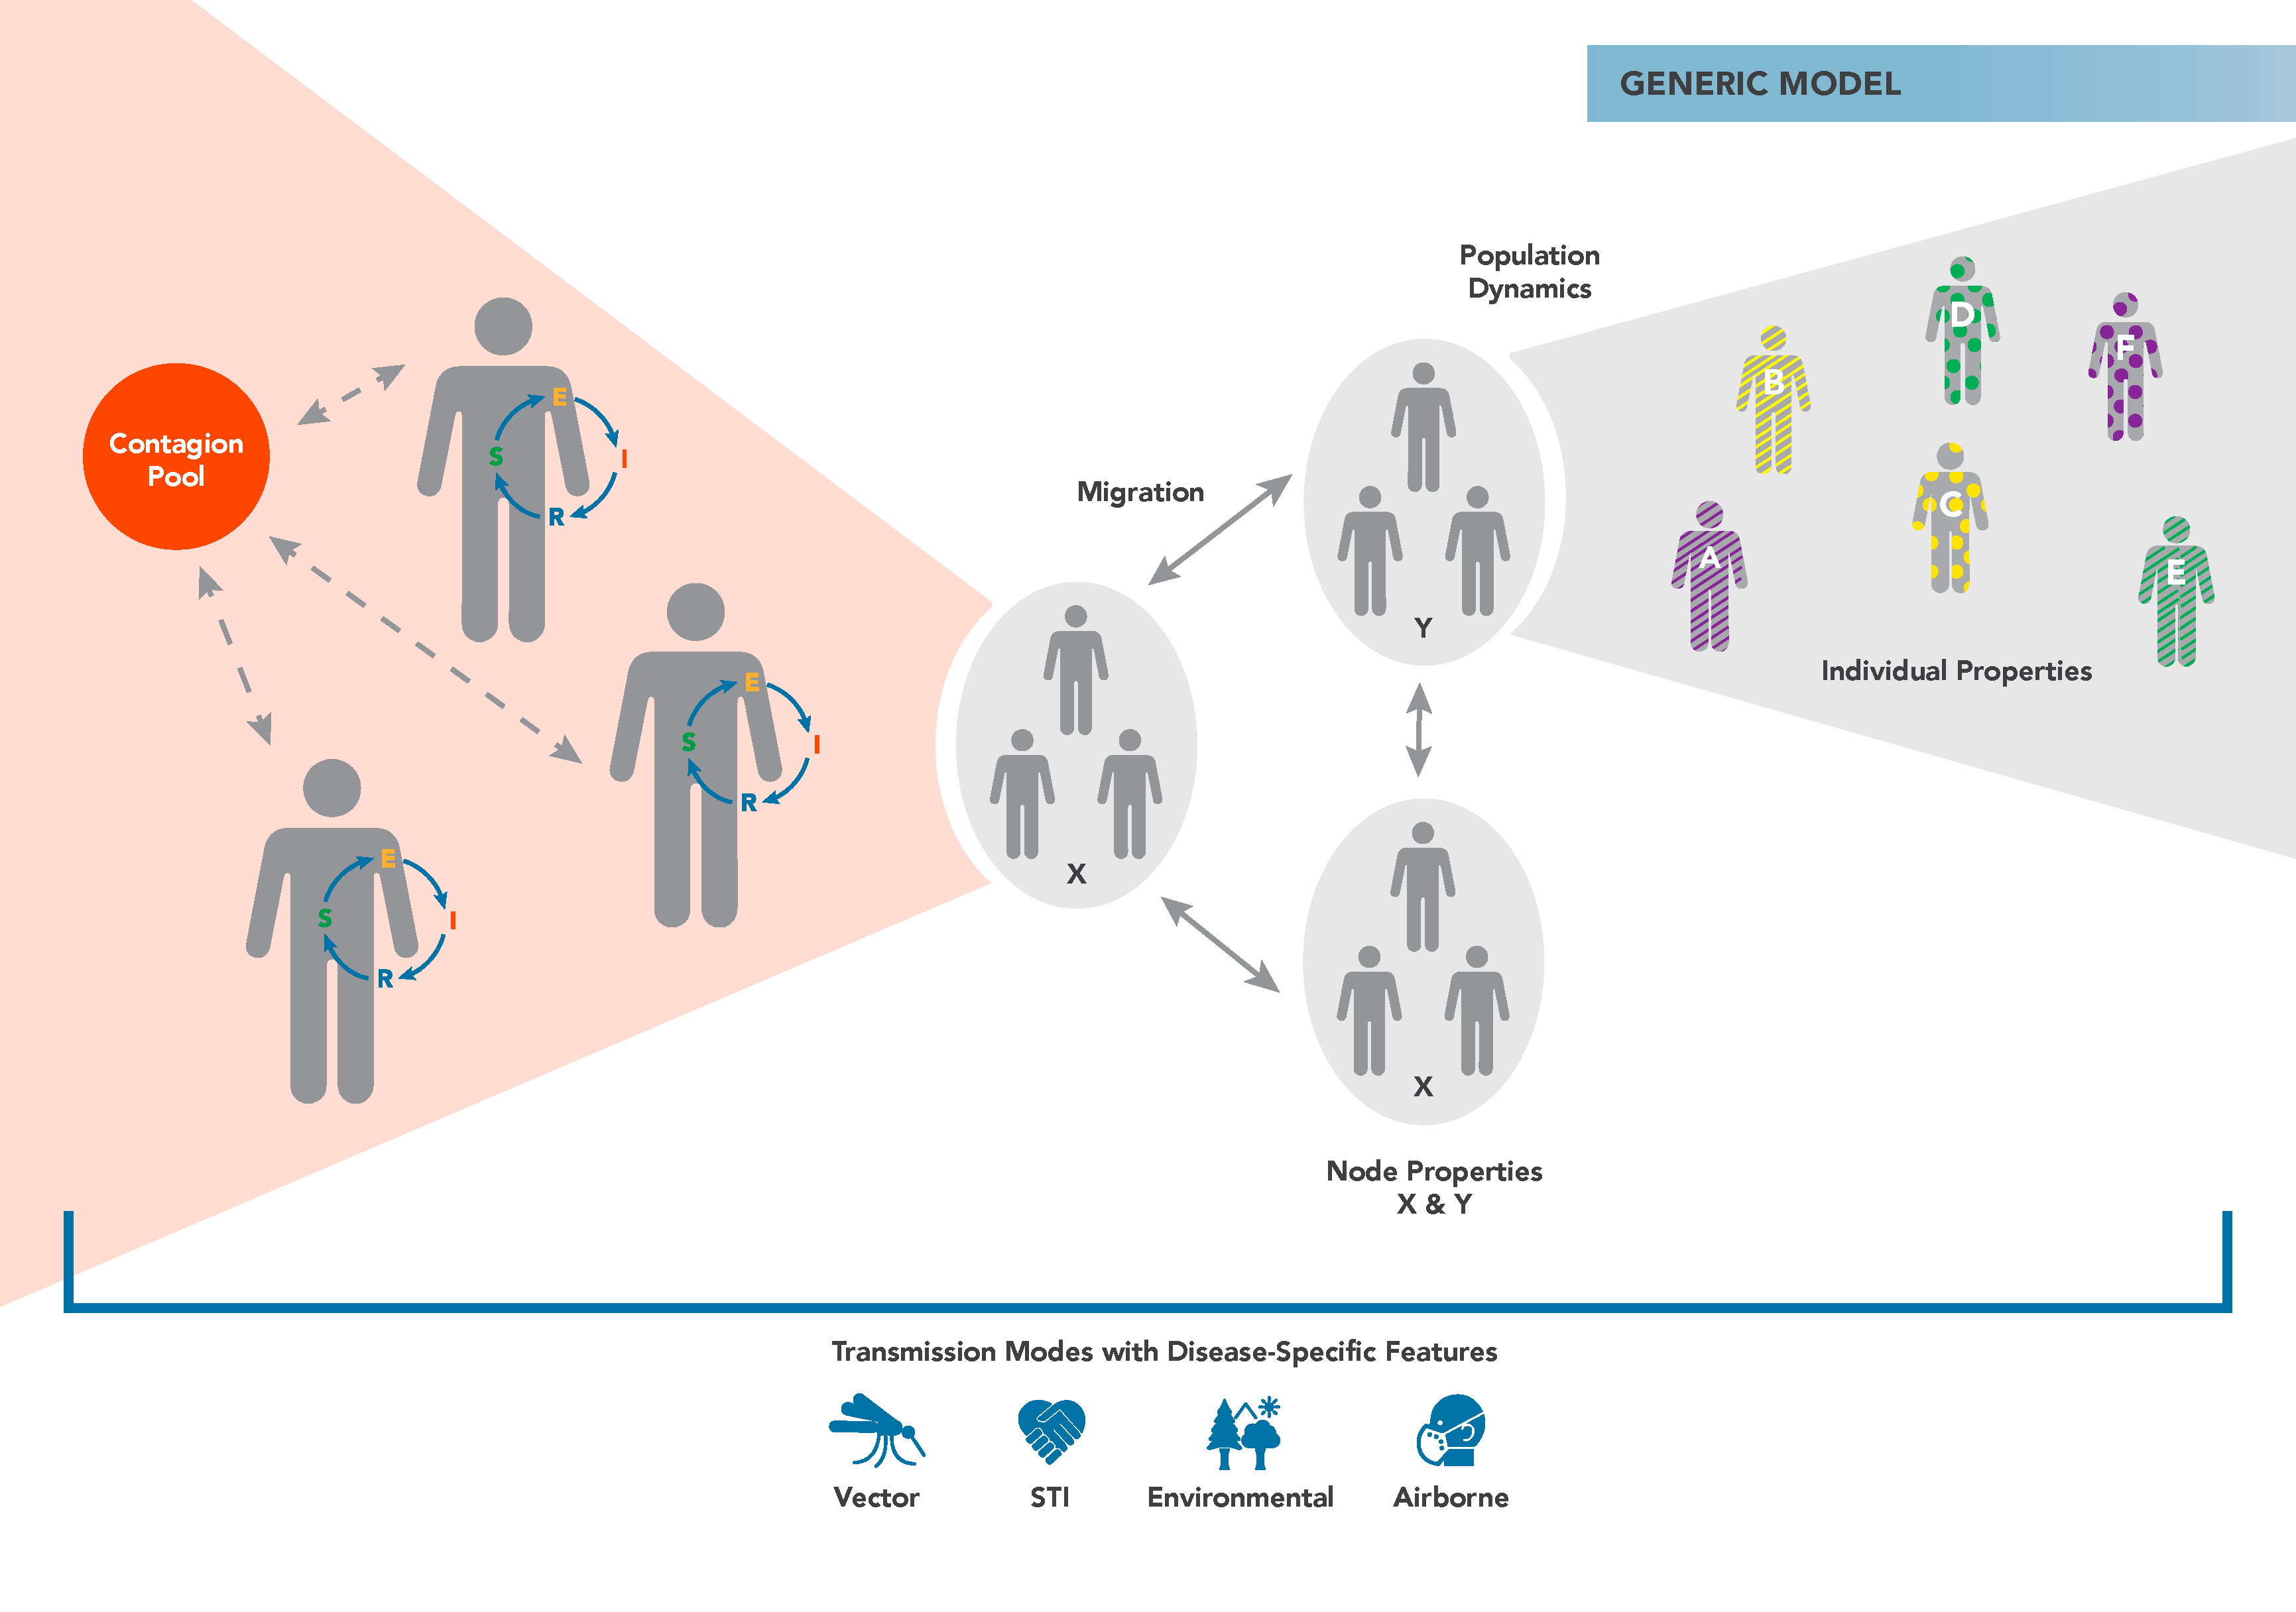 GENERIC MODEL
Population
Dynamics
D
F
B
E
Contagion
Pool
S
I
R
Migration
C
A
E
Y
Individual Properties
E
S
I
R
X
E
S
I
R
X
Node Properties
X & Y
Transmission Modes with Disease-Specific Features
Vector
STI
Environmental
Airborne